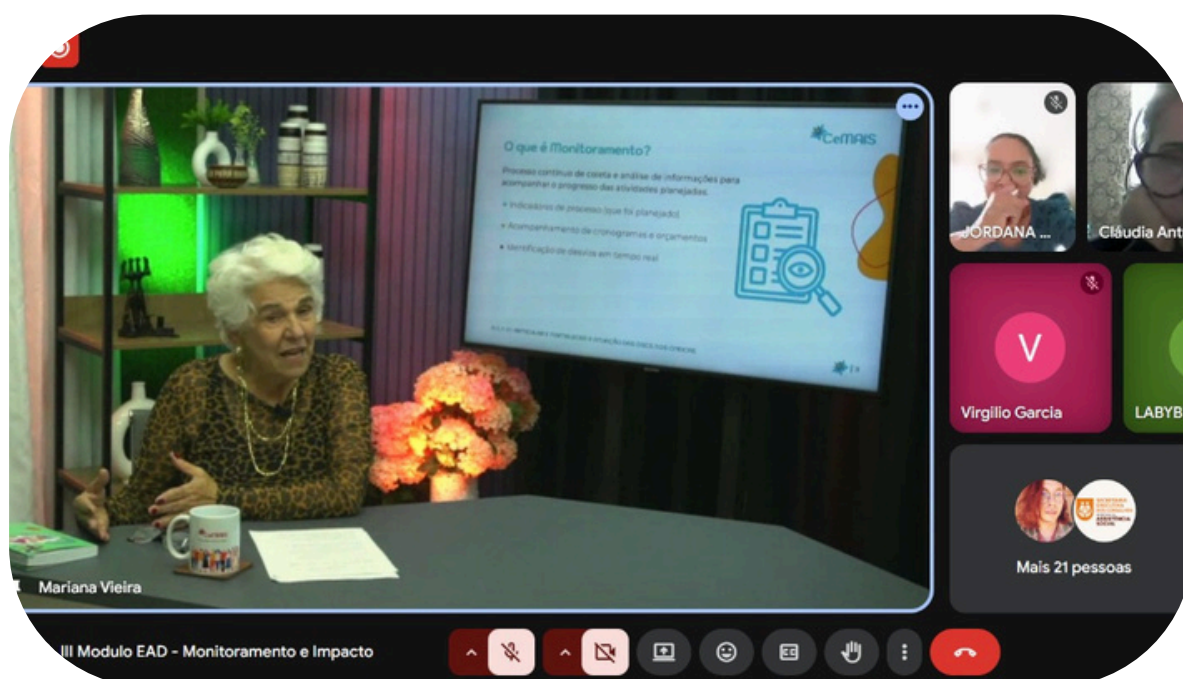 CeMAIS
O que é Monitoramento?
Processo contínuo de coleta e análise de informações para
acompanhar o progresso das atividades planejadas.
• Indicadores de processo (que foi planejado)
• Acompanhamento de cronogramas e orçamentos
• Identificação de desvios em tempo real
JORDANA ...
Cláudia Ant
V
Virgilio Garcia
LABYB
ASSISTÊNCIA
SOCIAL
Mais 21 pessoas
Mariana Vieira
III Modulo EAD - Monitoramento e Impacto